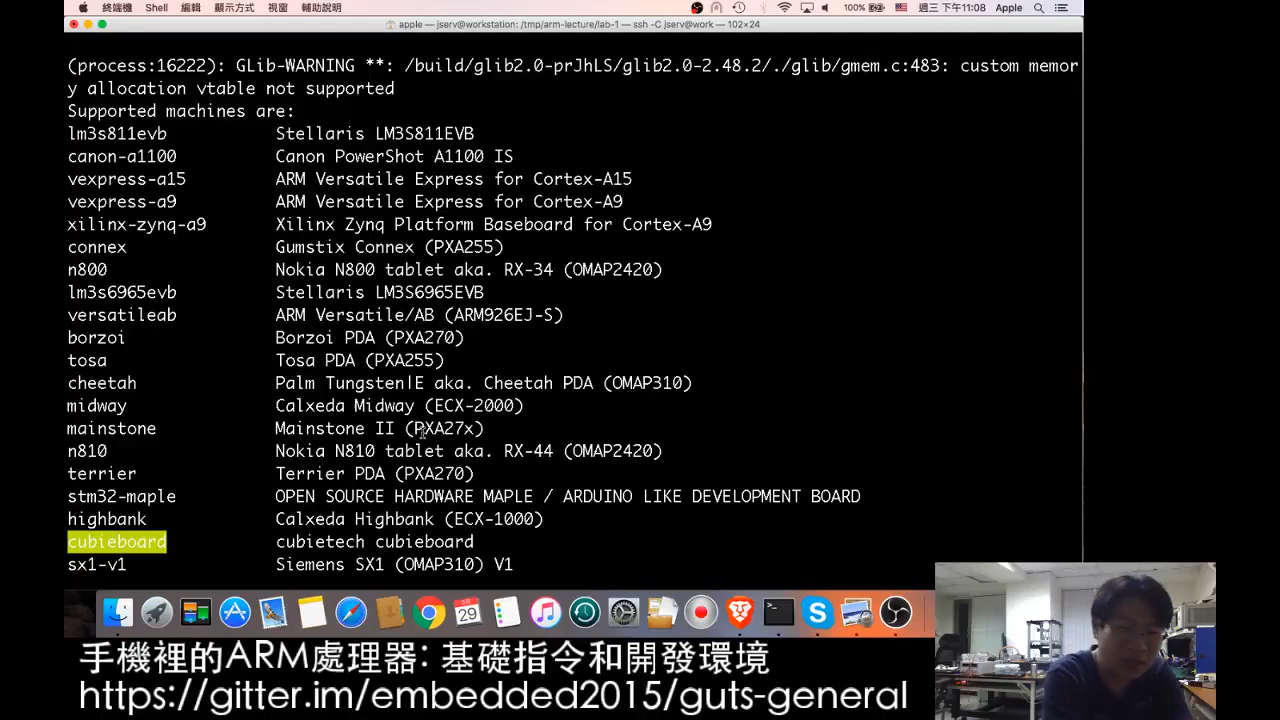 終端機 Shell 編輯 顯示方式 視窗 輔助說明 100% 週三 下午11:08 Apple
apple — jserv@workstation: /tmp/arm-lecture/lab-1 — ssh -C jserv@work — 102×24
(process:16222): GLib-WARNING **: /build/glib2.0-prJhLS/glib2.0-2.48.2/./glib/gmem.c:483: custom memor
y allocation vtable not supported
Supported machines are:
lm3s811evb Stellaris LM3S811EVB
canon-a1100 Canon PowerShot A1100 IS
vexpress-a15 ARM Versatile Express for Cortex-A15
vexpress-a9 ARM Versatile Express for Cortex-A9
xilinx-zynq-a9 Xilinx Zynq Platform Baseboard for Cortex-A9
connex Gumstix Connex (PXA255)
n800 Nokia N800 tablet aka. RX-34 (OMAP2420)
lm3s6965evb Stellaris LM3S6965EVB
versatileab ARM Versatile/AB (ARM926EJ-S)
borzoi Borzoi PDA (PXA270)
tosa Tosa PDA (PXA255)
cheetah Palm Tungsten|E aka. Cheetah PDA (OMAP310)
midway Calxeda Midway (ECX-2000)
mainstone Mainstone II (PXA27x)
n810 Nokia N810 tablet aka. RX-44 (OMAP2420)
terrier Terrier PDA (PXA270)
stm32-maple OPEN SOURCE HARDWARE MAPLE / ARDUINO LIKE DEVELOPMENT BOARD
highbank Calxeda Highbank (ECX-1000)
cubieboard cubietech cubieboard
sx1-v1 Siemens SX1 (OMAP310) V1
29
手機裡的ARM處理器: 基礎指令和開發環境
https://gitter.im/embedded2015/guts-general